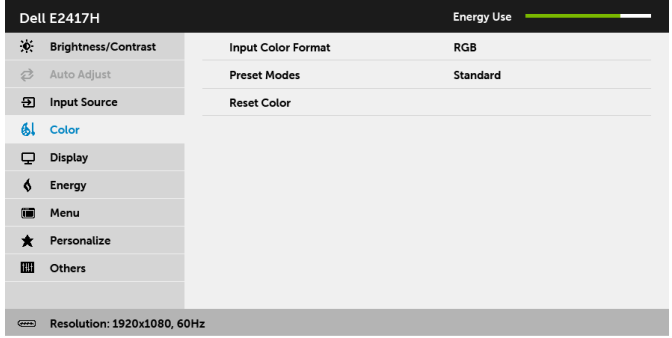 Dell E2417H Energy Use
Brightness/Contrast Input Color Format RGB
Auto Adjust Preset Modes Standard
Input Source Reset Color
Color
Display
Energy
Menu
Personalize
Others
Resolution: 1920x1080, 60Hz